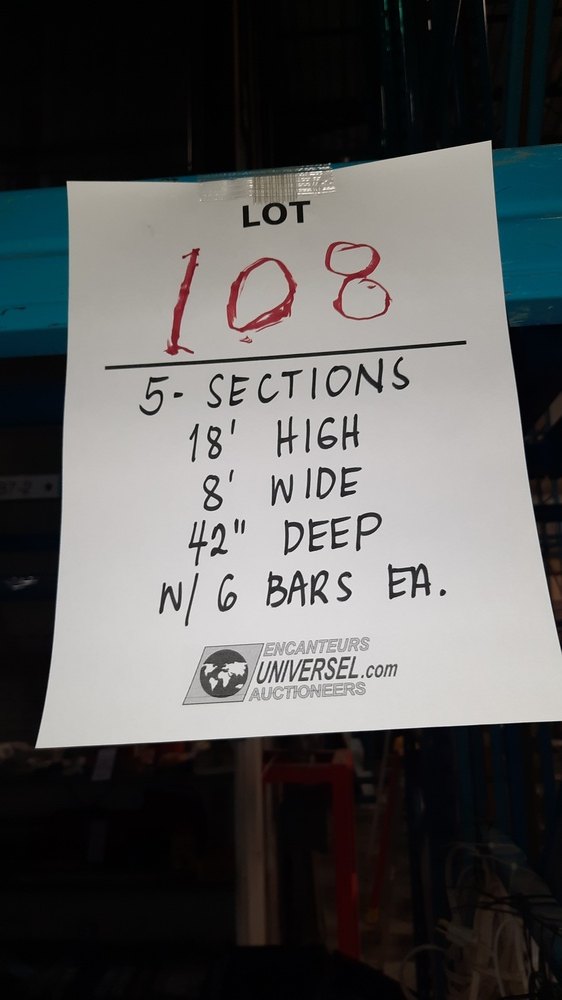 LOT
108
5- SECTIONS
18' HIGH
8' WIDE
42" DEEP
W/ 6 BARS EA.
ENCANTEURS
UNIVERSEL.com
AUCTIONEERS